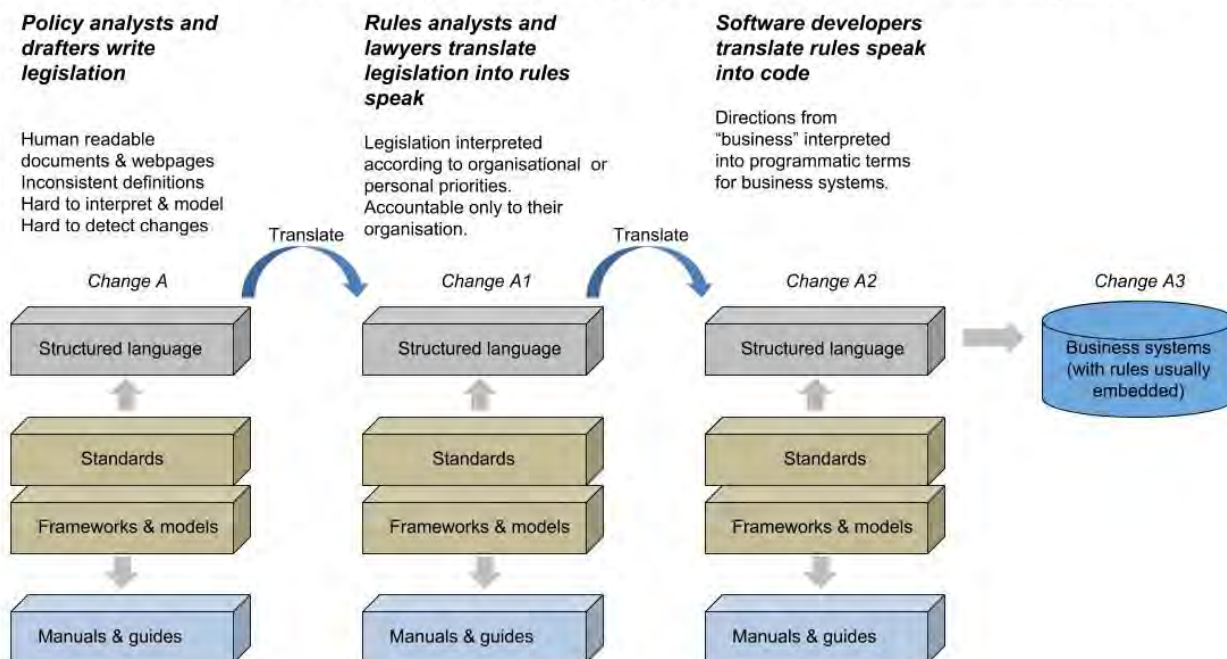 Policy analysts and
drafters write
legislation
Human readable
documents & webpages
Inconsistent definitions
Hard to interpret & model
Hard to detect changes
Rules analysts and
lawyers translate
legislation into rules
speak
Legislation interpreted
according to organisational or
personal priorities.
Accountable only to their
organisation.
Software developers
translate rules speak
into code
Directions from
“business” interpreted
into programmatic terms
for business systems.
Translate
Translate
Change A
Change A1
Change A2
Change A3
Structured language
Structured language
Structured language
Business systems
(with rules usually
embedded)
Standards
Standards
Standards
Frameworks & models
Frameworks & models
Frameworks & models
Manuals & guides
Manuals & guides
Manuals & guides